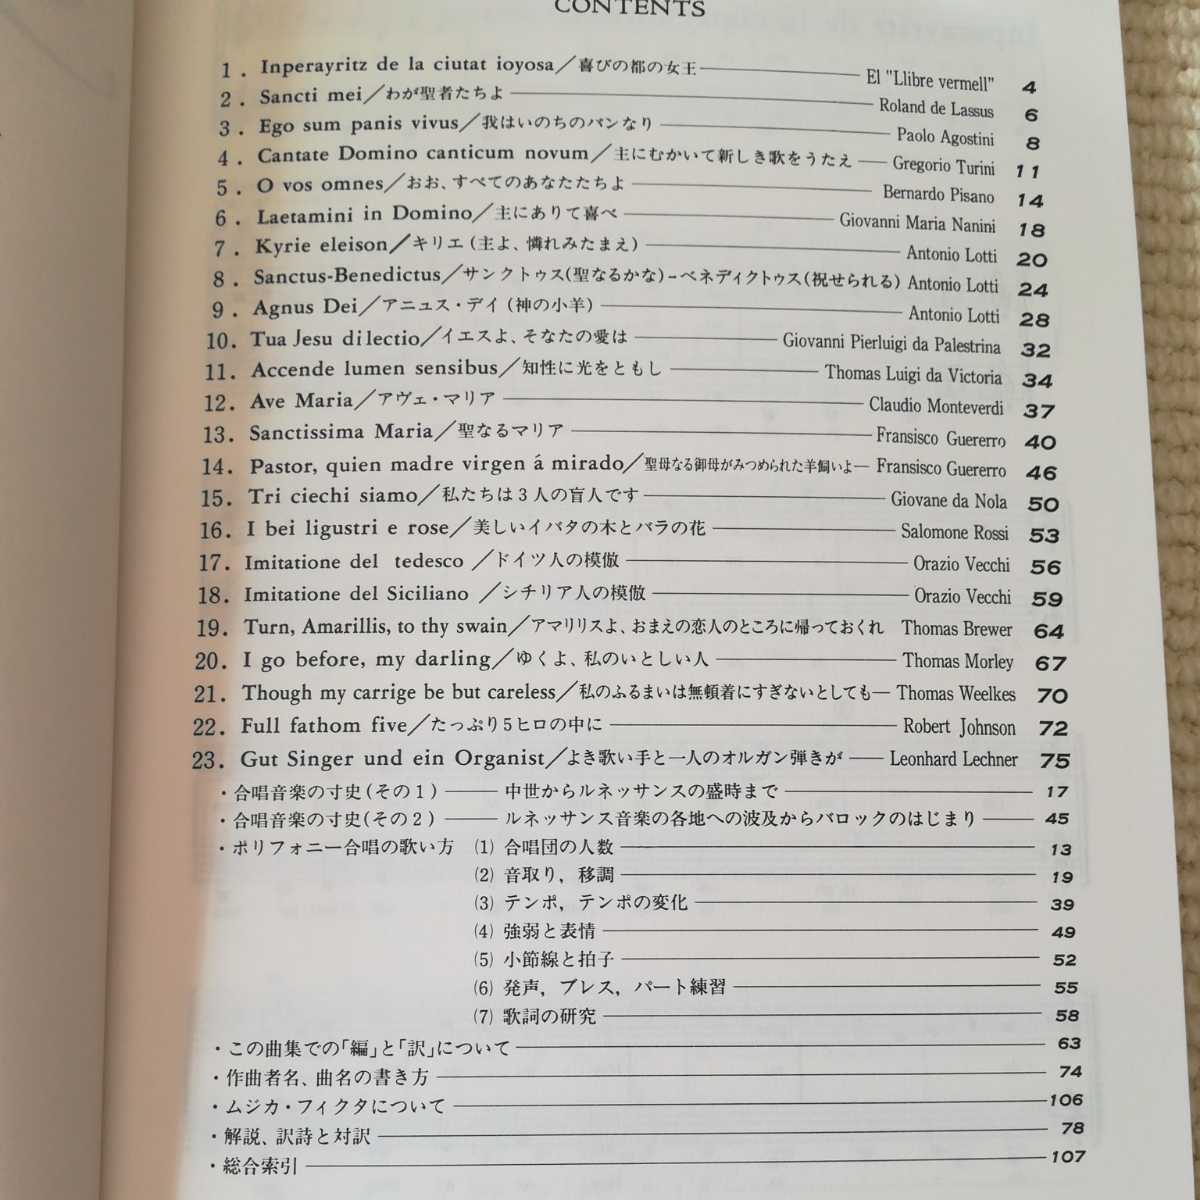 CONTENTS
1. Inperayritz de la ciutat ioyosa／喜びの都の女王 El "Llibre vermell" 4
2. Sancti mei／わが聖者たちよ Roland de Lassus 6
3. Ego sum panis vivus／我はいのちのパンなり Paolo Agostini 8
4. Cantate Domino canticum novum／主にむかいて新しき歌をうたえ Gregorio Turini 11
5. O vos omnes／おお、すべてのあなたたちよ Bernardo Pisano 14
6. Laetamini in Domino／主にありて喜べ Giovanni Maria Nanini 18
7. Kyrie eleison／キリエ（主よ、憐れみたまえ） Antonio Lotti 20
8. Sanctus-Benedictus／サンクトゥス（聖なるかな）－ベネディクトゥス（祝せられる） Antonio Lotti 24
9. Agnus Dei／アニュス・デイ（神の小羊） Antonio Lotti 28
10. Tua Jesu dilectio／イエスよ、そなたの愛は Giovanni Pierluigi da Palestrina 32
11. Accende lumen sensibus／知性に光をともし Thomas Luigi da Victoria 34
12. Ave Maria／アヴェ・マリア Claudio Monteverdi 37
13. Sanctissima Maria／聖なるマリア Fransisco Guererro 40
14. Pastor, quien madre virgen á mirado／聖母なる御母がみつめられた羊飼いよ Fransisco Guererro 46
15. Tri ciechi siamo／私たちは３人の盲人です Giovane da Nola 50
16. I bei ligustri e rose／美しいイバタの木とバラの花 Salomone Rossi 53
17. Imitatione del tedesco ／ドイツ人の模倣 Orazio Vecchi 56
18. Imitatione del Siciliano ／シチリア人の模倣 Orazio Vecchi 59
19. Turn, Amarillis, to thy swain／アマリリスよ、おまえの恋人のところに帰っておくれ Thomas Brewer 64
20. I go before, my darling／ゆくよ、私のいとしい人 Thomas Morley 67
21. Though my carrige be but careless／私のふるまいは無頼着にすぎないとしても Thomas Weelkes 70
22. Full fathom five／たっぷり5ヒロの中に Robert Johnson 72
23. Gut Singer und ein Organist／よき歌い手と一人のオルガン弾きが Leonhard Lechner 75
・合唱音楽の寸史（その１） 中世からルネッサンスの盛時まで 17
・合唱音楽の寸史（その２） ルネッサンス音楽の各地への波及からバロックのはじまり 45
・ポリフォニー合唱の歌い方 (1) 合唱団の人数 13
(2) 音取り，移調 19
(3) テンポ，テンポの変化 39
(4) 強弱と表情 49
(5) 小節線と拍子 52
(6) 発声，ブレス，パート練習 55
(7) 歌詞の研究 58
・この曲集での「編」と「訳」について 63
・作曲者名、曲名の書き方 74
・ムジカ・フィクタについて 106
・解説、訳詩と対訳 78
・総合索引 107